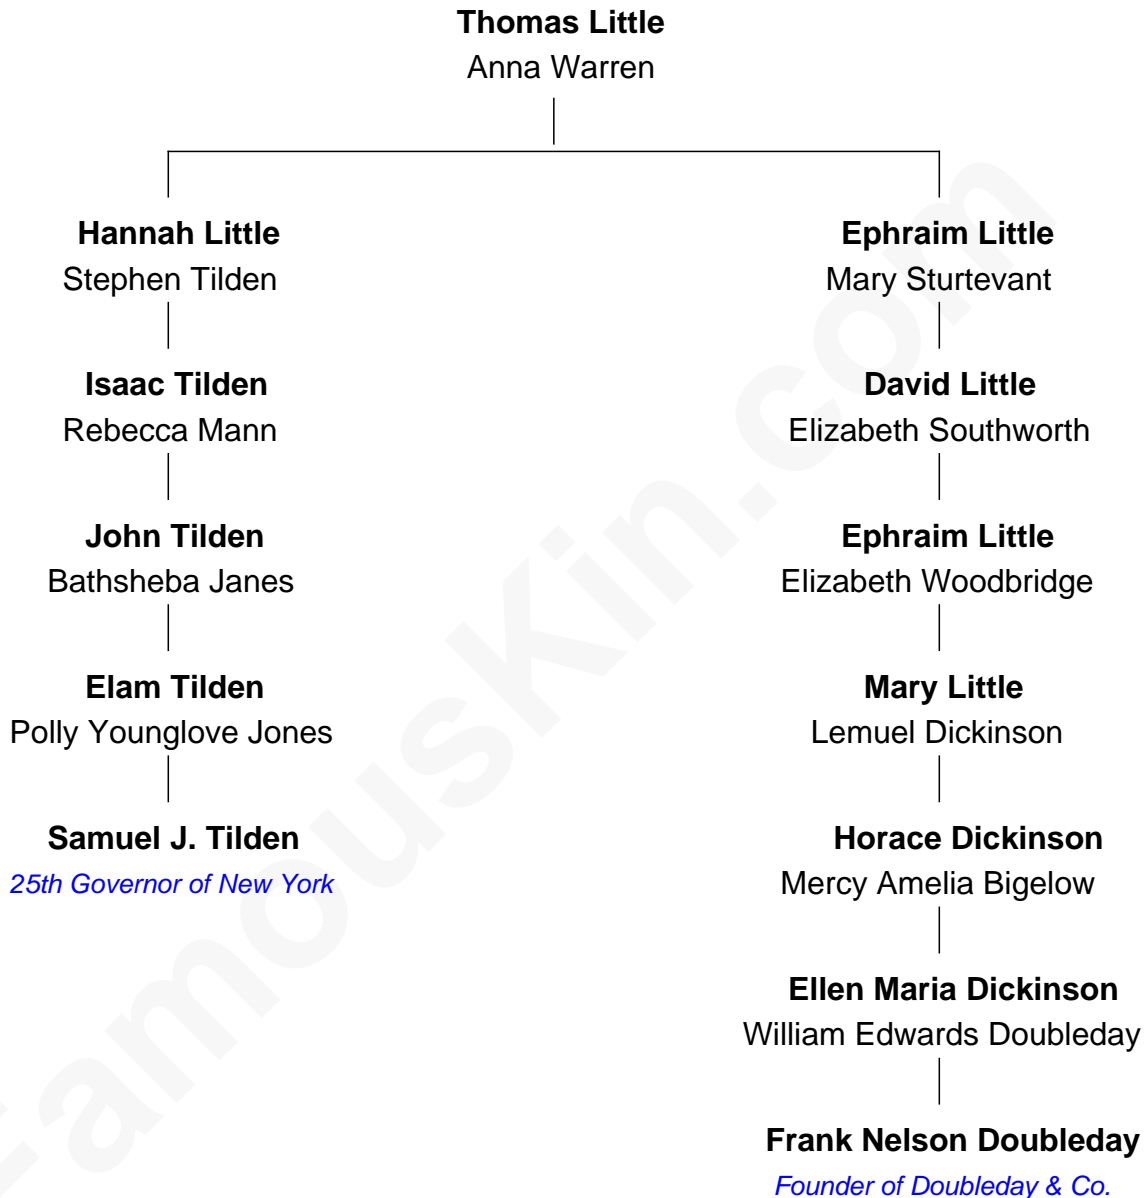 Thomas Little
Anna Warren
Hannah Little
Stephen Tilden
Isaac Tilden
Rebecca Mann
John Tilden
Bathsheba Janes
Elam Tilden
Polly Younglove Jones
Samuel J. Tilden
25th Governor of New York
Ephraim Little
Mary Sturtevant
David Little
Elizabeth Southworth
Ephraim Little
Elizabeth Woodbridge
Mary Little
Lemuel Dickinson
Horace Dickinson
Mercy Amelia Bigelow
Ellen Maria Dickinson
William Edwards Doubleday
Frank Nelson Doubleday
Founder of Doubleday & Co.
FamousKin.com